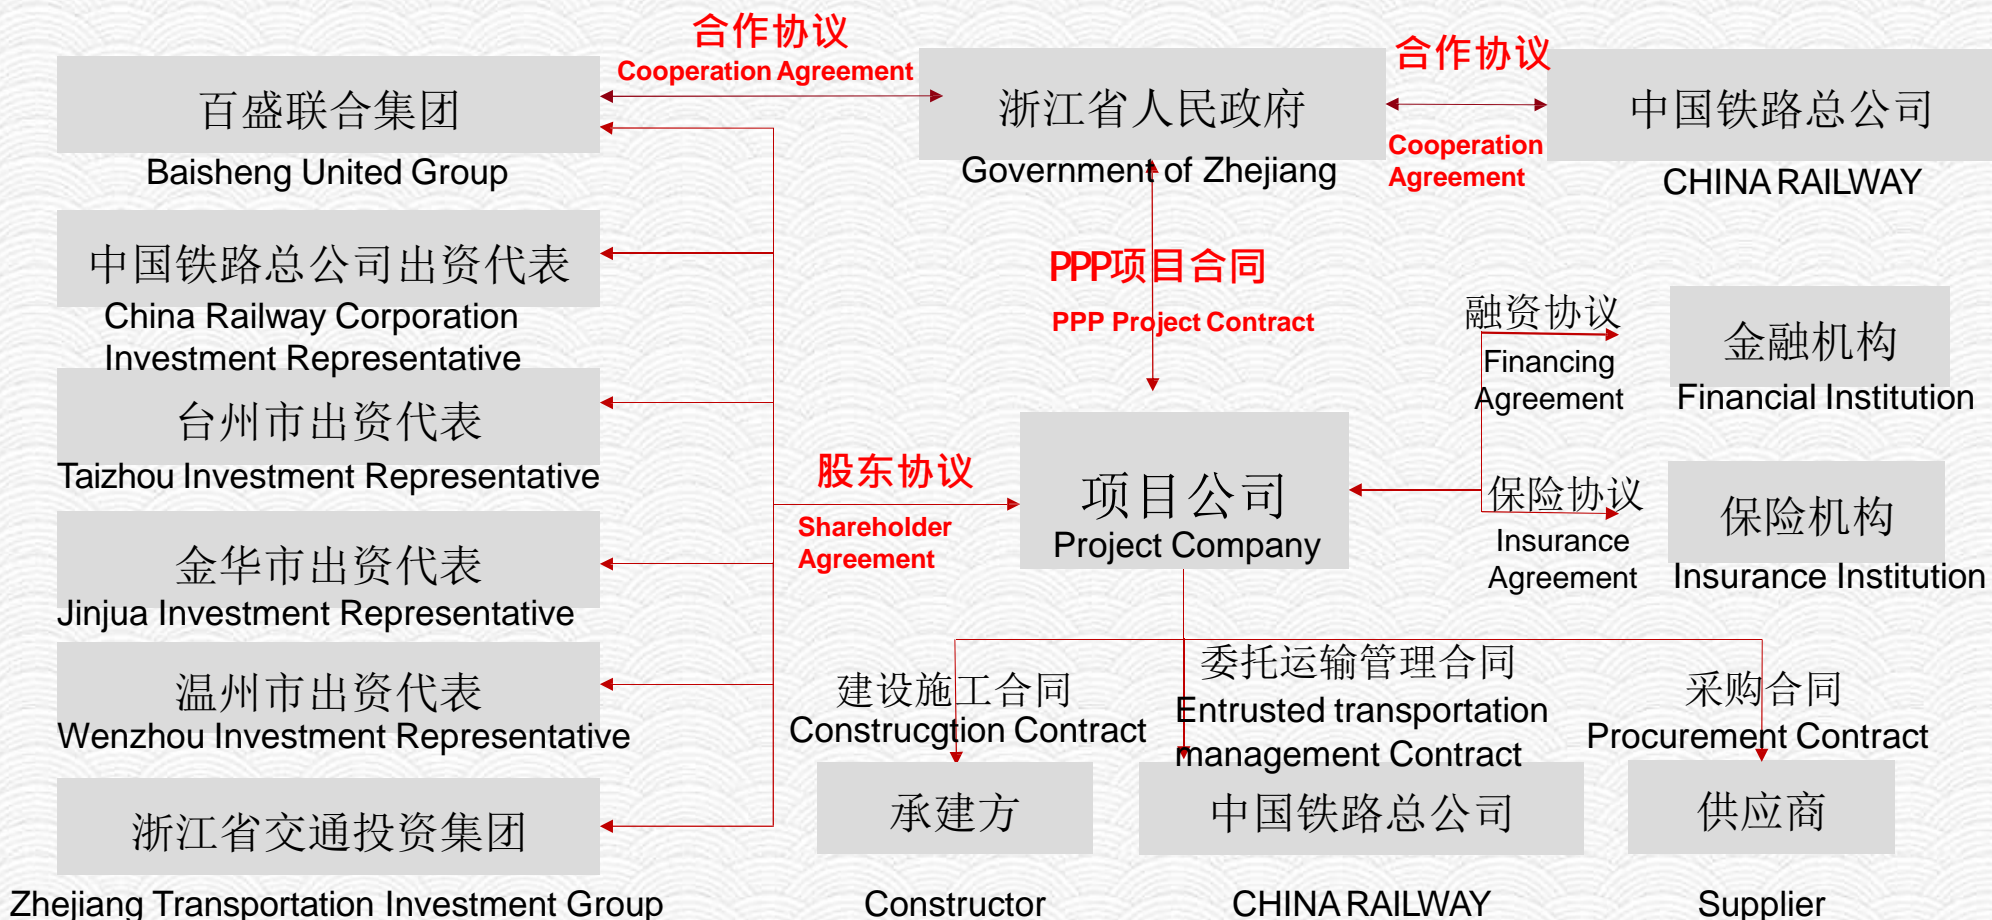 合作协议
Cooperation Agreement
百盛联合集团
Baisheng United Group
浙江省人民政府
Government of Zhejiang
合作协议
Cooperation
Agreement
中国铁路总公司
CHINA RAILWAY
中国铁路总公司出资代表
China Railway Corporation
Investment Representative
台州市出资代表
Taizhou Investment Representative
金华市出资代表
Jinjua Investment Representative
温州市出资代表
Wenzhou Investment Representative
浙江省交通投资集团
Zhejiang Transportation Investment Group
PPP项目合同
PPP Project Contract
股东协议
Shareholder
Agreement
项目公司
Project Company
融资协议
Financing
Agreement
金融机构
Financial Institution
保险协议
Insurance
Agreement
保险机构
Insurance Institution
建设施工合同
Construcgtion Contract
委托运输管理合同
Entrusted transportation
management Contract
采购合同
Procurement Contract
承建方
Constructor
中国铁路总公司
CHINA RAILWAY
供应商
Supplier